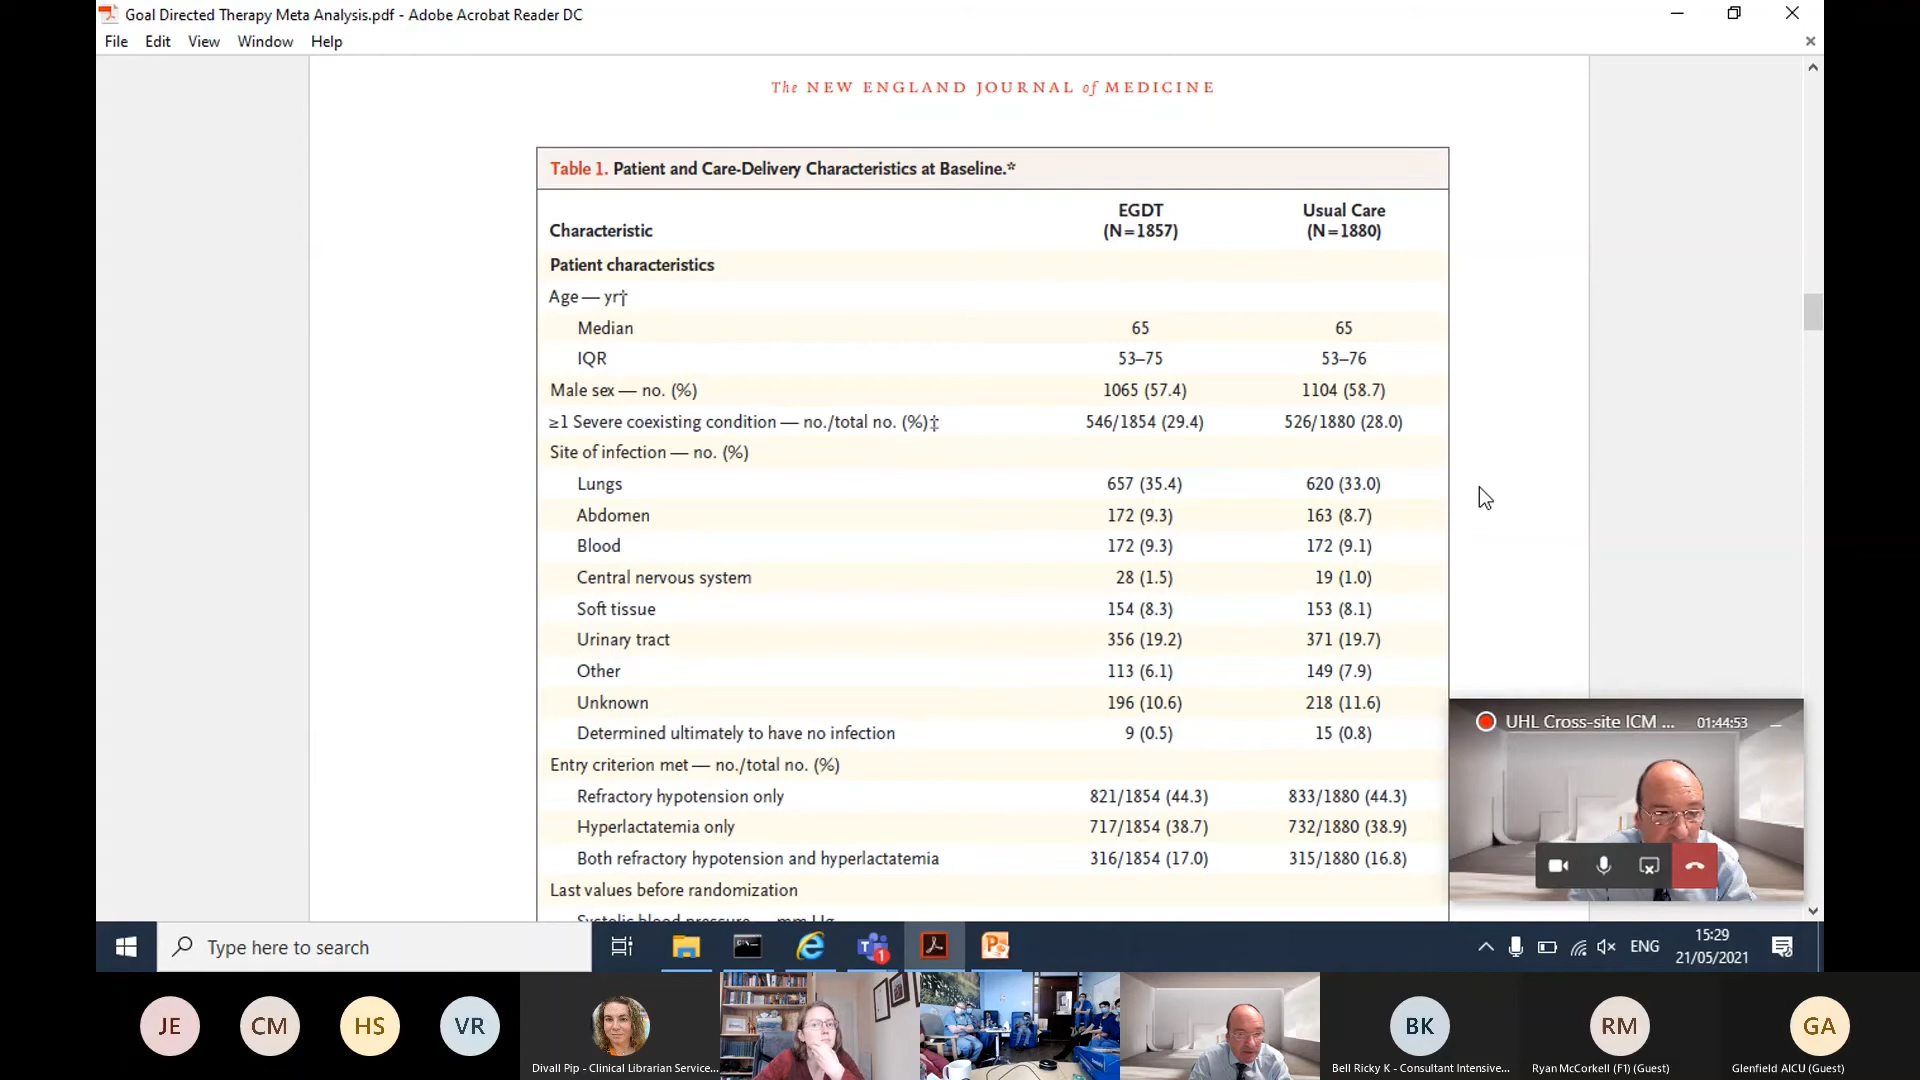 Goal Directed Therapy Meta Analysis.pdf - Adobe Acrobat Reader DC
File Edit View Window Help
The NEW ENGLAND JOURNAL of MEDICINE
Table 1. Patient and Care-Delivery Characteristics at Baseline.*
Characteristic EGDT (N=1857) Usual Care (N=1880)
Patient characteristics
Age — yr†
Median 65 65
IQR 53–75 53–76
Male sex — no. (%) 1065 (57.4) 1104 (58.7)
≥1 Severe coexisting condition — no./total no. (%)‡ 546/1854 (29.4) 526/1880 (28.0)
Site of infection — no. (%)
Lungs 657 (35.4) 620 (33.0)
Abdomen 172 (9.3) 163 (8.7)
Blood 172 (9.3) 172 (9.1)
Central nervous system 28 (1.5) 19 (1.0)
Soft tissue 154 (8.3) 153 (8.1)
Urinary tract 356 (19.2) 371 (19.7)
Other 113 (6.1) 149 (7.9)
Unknown 196 (10.6) 218 (11.6)
Determined ultimately to have no infection 9 (0.5) 15 (0.8)
Entry criterion met — no./total no. (%)
Refractory hypotension only 821/1854 (44.3) 833/1880 (44.3)
Hyperlactatemia only 717/1854 (38.7) 732/1880 (38.9)
Both refractory hypotension and hyperlactatemia 316/1854 (17.0) 315/1880 (16.8)
Last values before randomization
Systolic blood pressure — mm Hg
UHL Cross-site ICM ... 01:44:53
Type here to search
1
ENG
15:29
21/05/2021
JE CM HS VR BK RM GA
Divall Pip - Clinical Librarian Service...
Bell Ricky K - Consultant Intensive...
Ryan McCorkell (F1) (Guest)
Glenfield AICU (Guest)